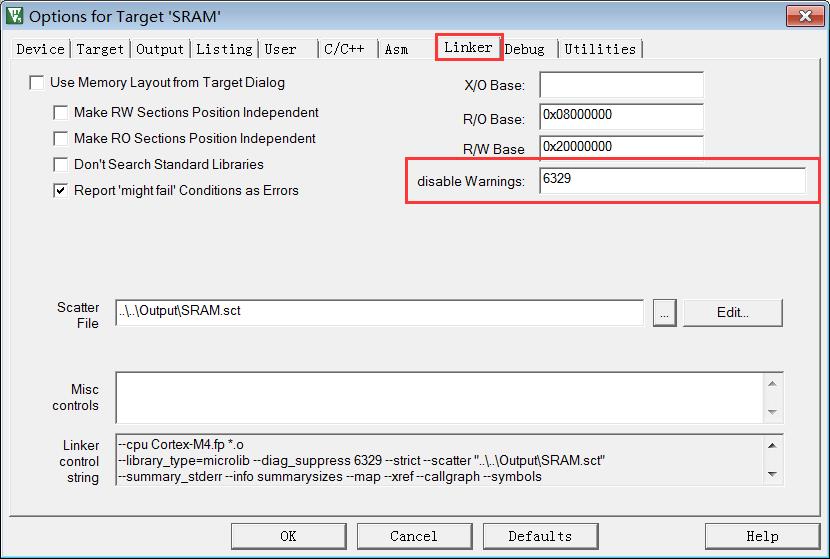 Options for Target 'SRAM'
Device Target Output Listing User C/C++ Asm Linker Debug Utilities
Use Memory Layout from Target Dialog
X/O Base:
Make RW Sections Position Independent
R/O Base: 0x08000000
Make RO Sections Position Independent
R/W Base 0x20000000
Don't Search Standard Libraries
disable Warnings: 6329
Report 'might fail' Conditions as Errors
Scatter
File
..\..\Output\SRAM.sct
...
Edit...
Misc
controls
Linker
control
string
--cpu Cortex-M4.fp *.o
--library_type=microlib --diag_suppress 6329 --strict --scatter "..\..\Output\SRAM.sct"
--summary_stderr --info summarysizes --map --xref --callgraph --symbols
OK Cancel Defaults Help